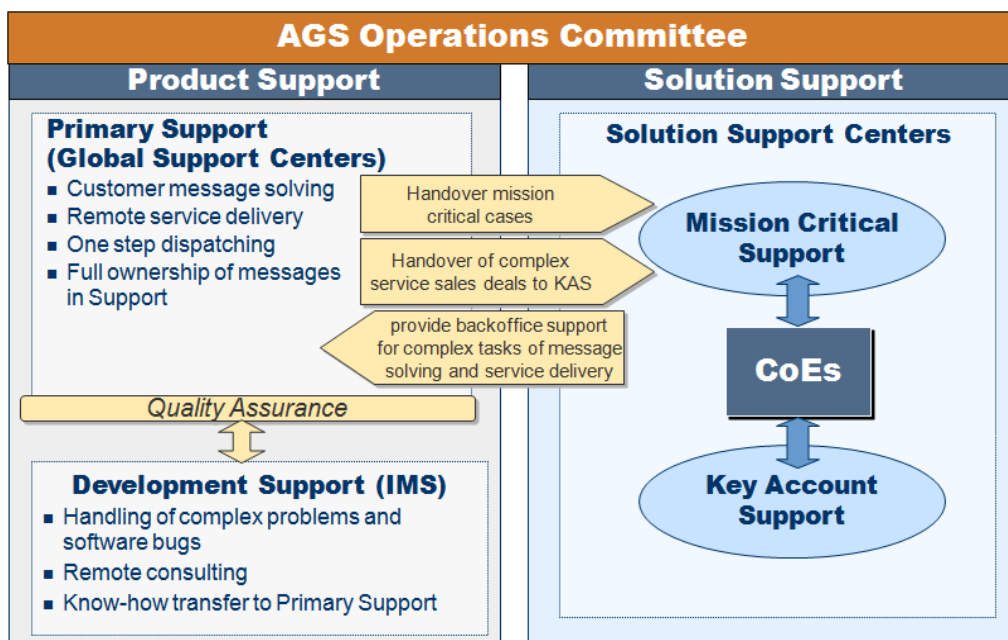 AGS Operations Committee
Product Support
Primary Support
(Global Support Centers)
Customer message solving
Remote service delivery
One step dispatching
Full ownership of messages
in Support
Handover mission
critical cases
Handover of complex
service sales deals to KAS
provide backoffice support
for complex tasks of message
solving and service delivery
Quality Assurance
Development Support (IMS)
Handling of complex problems and
software bugs
Remote consulting
Know-how transfer to Primary Support
Solution Support
Solution Support Centers
Mission Critical
Support
CoEs
Key Account
Support